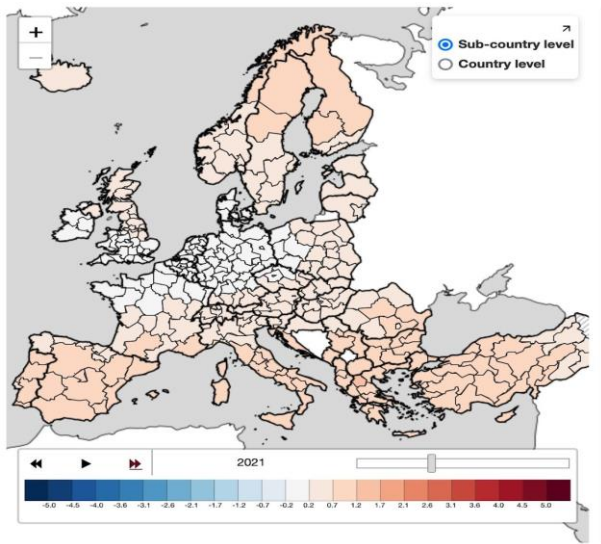 +
−
Sub-country level
Country level
2021
-5.0 -4.5 -4.0 -3.6 -3.1 -2.6 -2.1 -1.7 -1.2 -0.7 -0.2 0.2 0.7 1.2 1.7 2.1 2.6 3.1 3.6 4.0 4.5 5.0